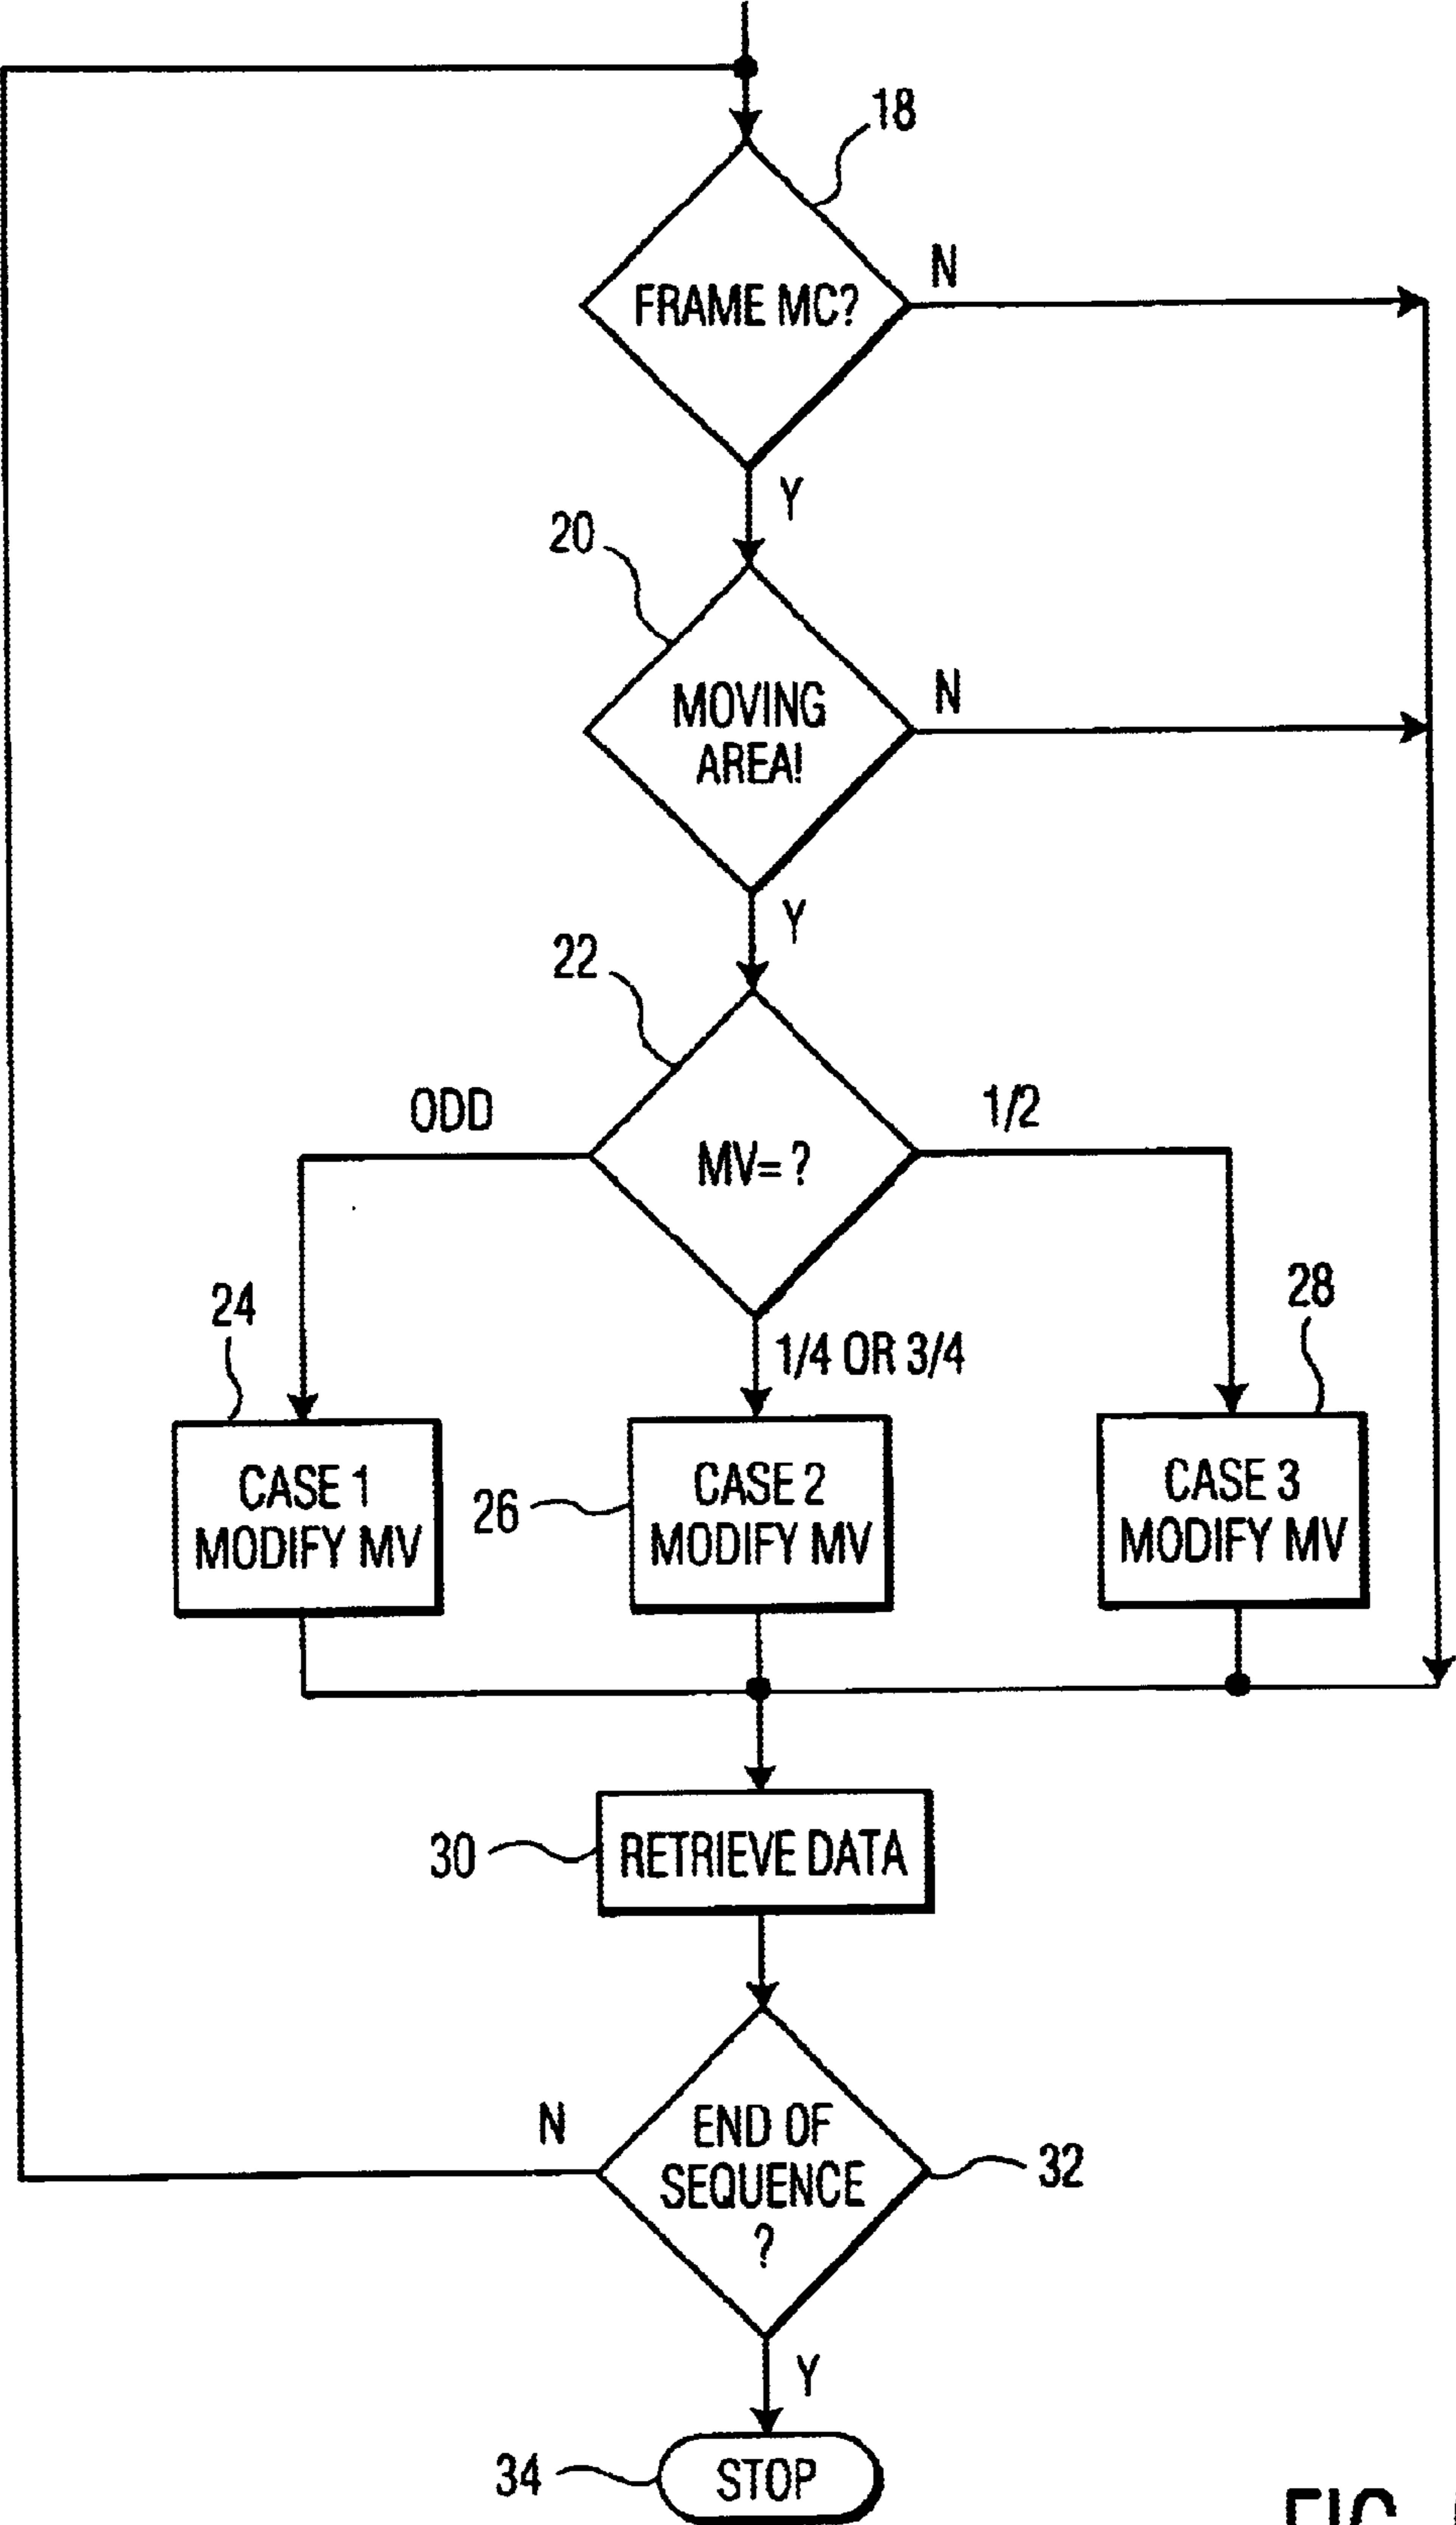 18
FRAME MC?
N
Y
20
MOVING
AREA!
N
Y
22
ODD
MV= ?
1/2
1/4 OR 3/4
24
CASE 1
MODIFY MV
26
CASE 2
MODIFY MV
28
CASE 3
MODIFY MV
30
RETRIEVE DATA
END OF
SEQUENCE
?
N
32
Y
34
STOP
FIG.